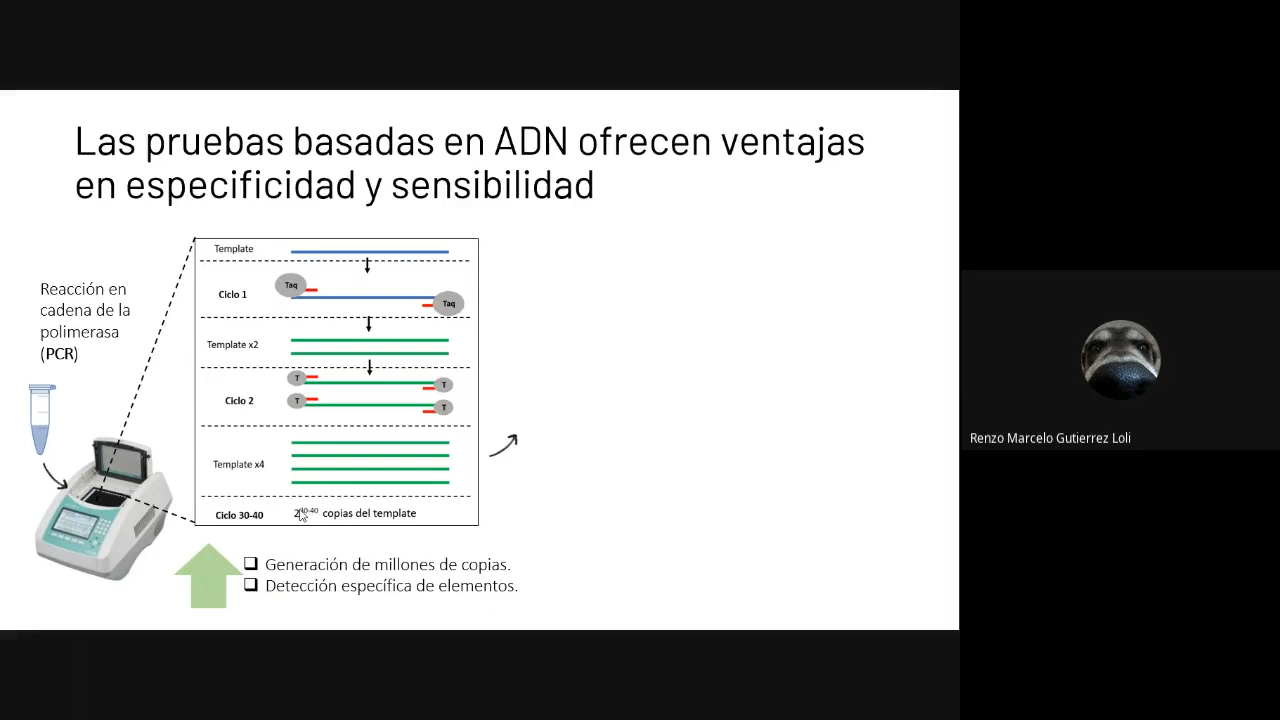 Las pruebas basadas en ADN ofrecen ventajas
en especificidad y sensibilidad
Reacción en
cadena de la
polimerasa
(PCR)
Template
Ciclo 1
Taq
Taq
Template x2
Ciclo 2
T
T
T
T
Template x4
Ciclo 30-40
2³⁰⁻⁴⁰ copias del template
Generación de millones de copias.
Detección específica de elementos.
Renzo Marcelo Gutierrez Loli